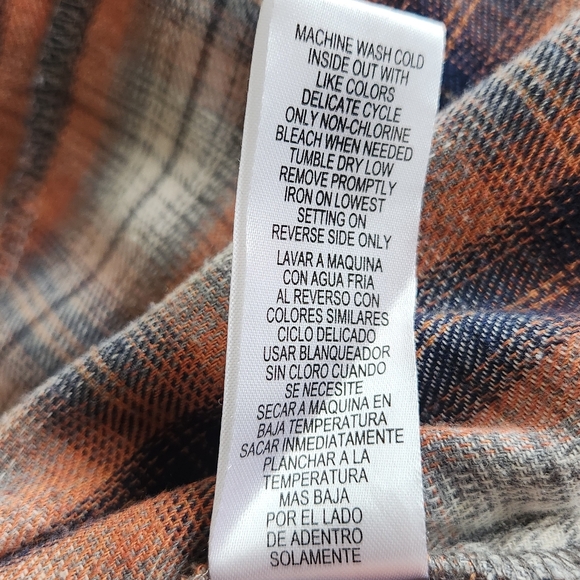 MACHINE WASH COLD
INSIDE OUT WITH
LIKE COLORS
DELICATE CYCLE
ONLY NON-CHLORINE
BLEACH WHEN NEEDED
TUMBLE DRY LOW
REMOVE PROMPTLY
IRON ON LOWEST
SETTING ON
REVERSE SIDE ONLY
LAVAR A MAQUINA
CON AGUA FRIA
AL REVERSO CON
COLORES SIMILARES
CICLO DELICADO
USAR BLANQUEADOR
SIN CLORO CUANDO
SE NECESITE
SECAR A MAQUINA EN
BAJA TEMPERATURA
SACAR INMEDIATAMENTE
PLANCHAR A LA
TEMPERATURA
MAS BAJA
POR EL LADO
DE ADENTRO
SOLAMENTE